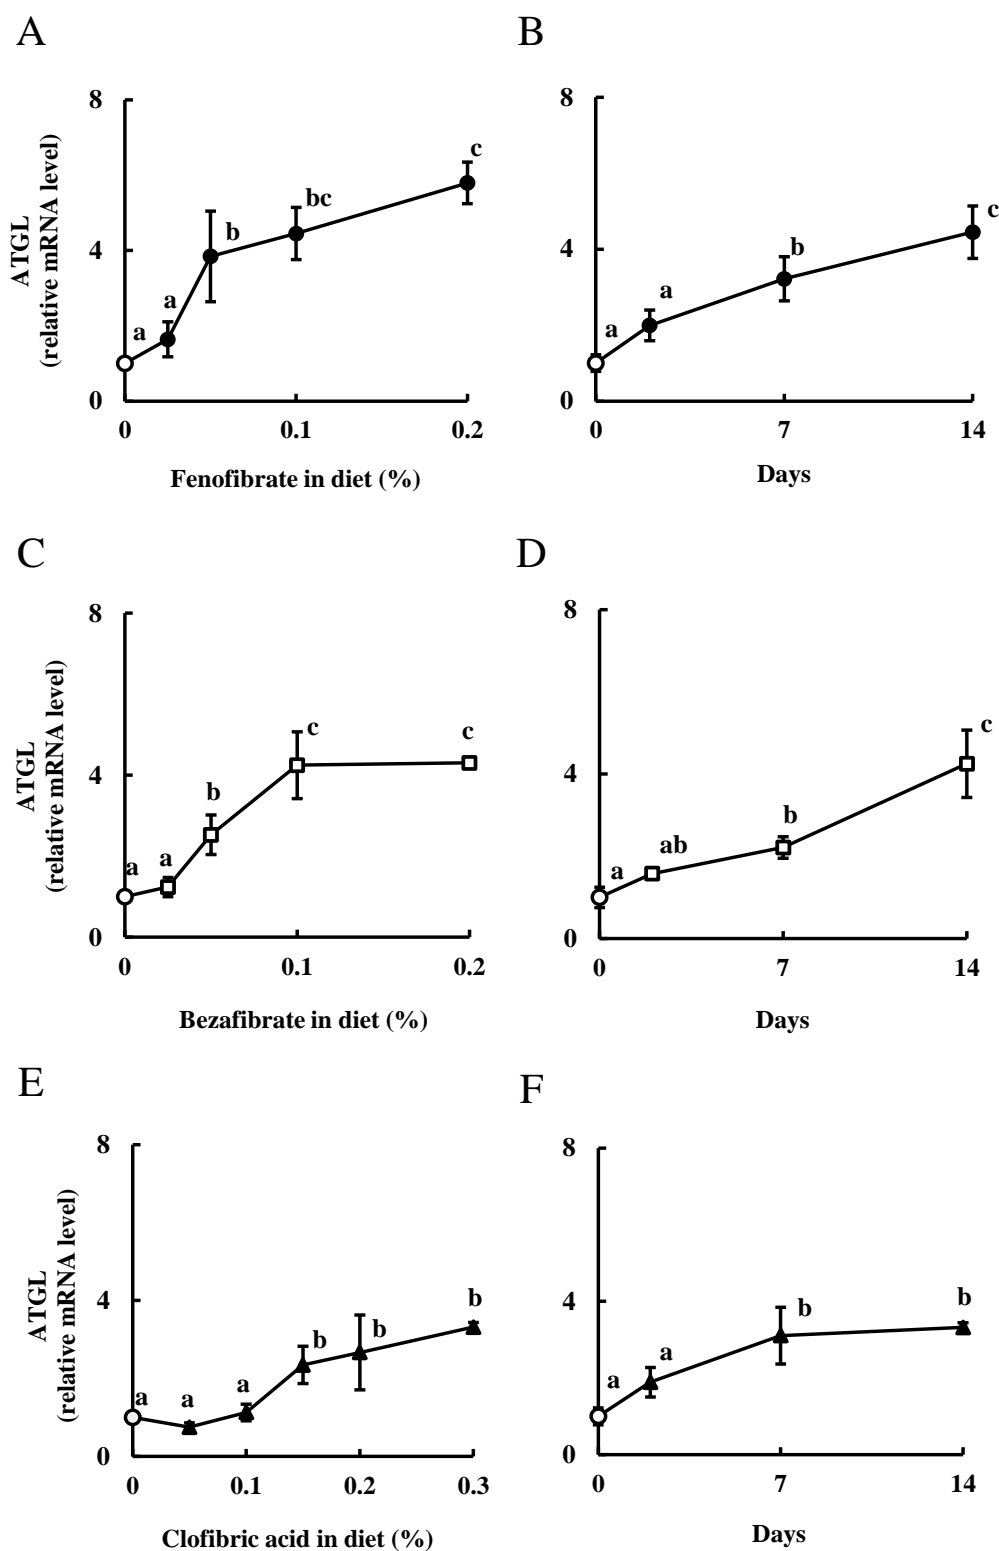 A
B
8
4
0
ATGL
(relative mRNA level)
a
a
b
bc
c
0
0.1
0.2
Fenofibrate in diet (%)
8
4
0
a
a
b
c
0
7
14
Days
C
D
8
4
0
ATGL
(relative mRNA level)
a
a
b
c
c
0
0.1
0.2
Bezafibrate in diet (%)
8
4
0
a
ab
b
c
0
7
14
Days
E
F
8
4
0
ATGL
(relative mRNA level)
a
a
a
b
b
b
0
0.1
0.2
0.3
Clofibric acid in diet (%)
8
4
0
a
a
b
b
0
7
14
Days